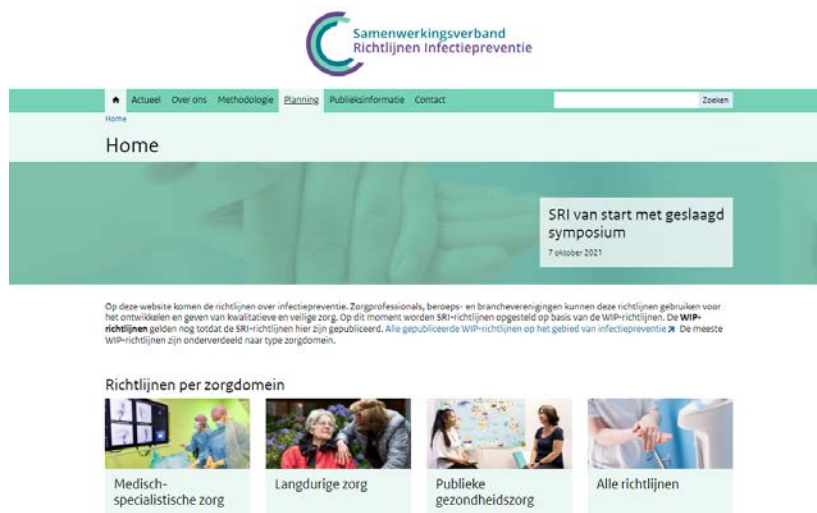 Samenwerkingsverband
Richtlijnen Infectiepreventie
Actueel Over ons Methodologie Planning Publieksinformatie Contact Zoeken
Home
Home
SRI van start met geslaagd
symposium
7 oktober 2021
Op deze website komen de richtlijnen over infectiepreventie. Zorgprofessionals, beroeps- en brancheverenigingen kunnen deze richtlijnen gebruiken voor
het ontwikkelen en geven van kwalitatieve en veilige zorg. Op dit moment worden SRI-richtlijnen opgesteld op basis van de WIP-richtlijnen. De WIP-
richtlijnen gelden nog totdat de SRI-richtlijnen hier zijn gepubliceerd. Alle gepubliceerde WIP-richtlijnen op het gebied van infectiepreventie De meeste
WIP-richtlijnen zijn onderverdeeld naar type zorgdomein.
Richtlijnen per zorgdomein
Medisch-
specialistische zorg
Langdurige zorg
Publieke
gezondheidszorg
Alle richtlijnen